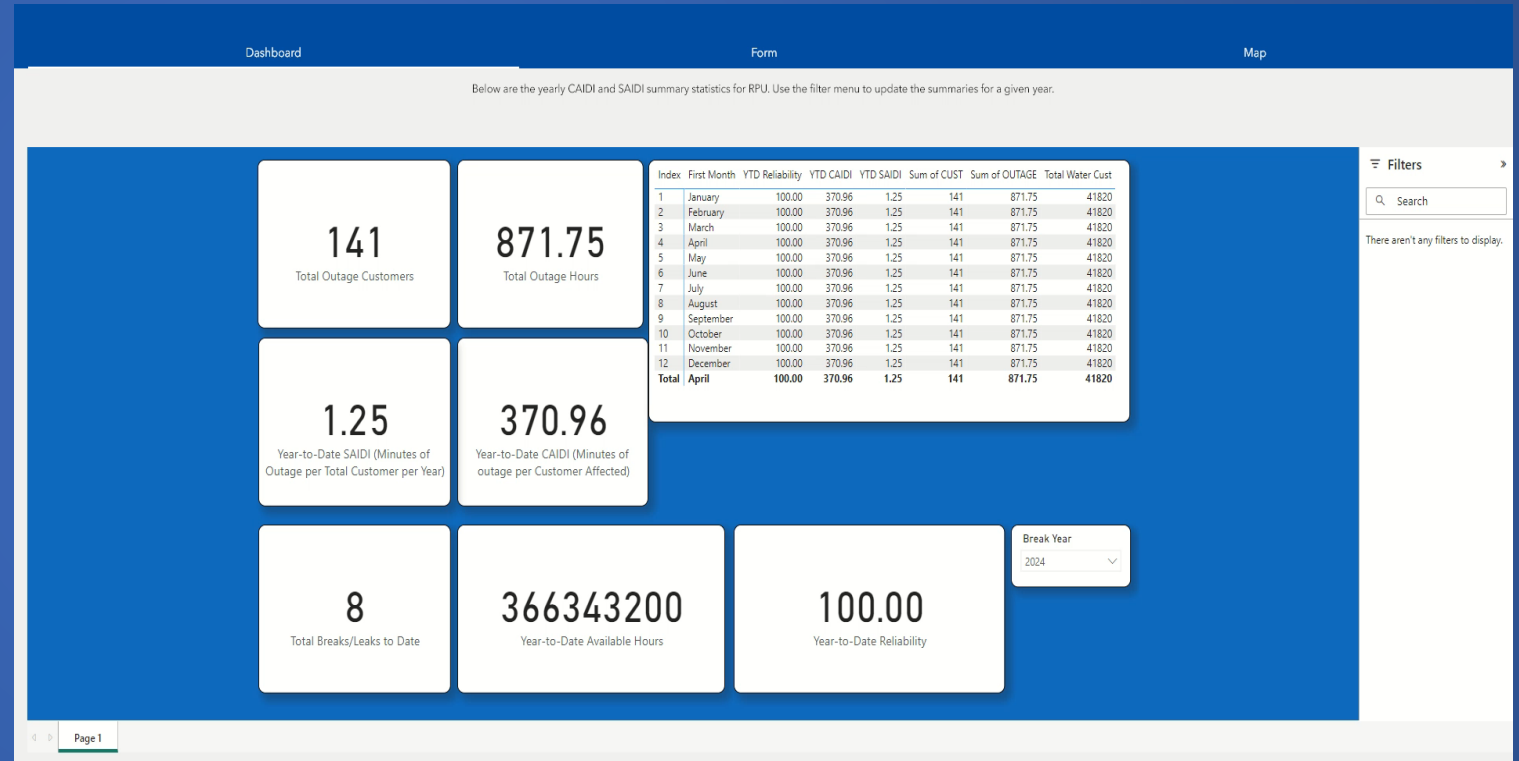 Dashboard Form Map
Below are the yearly CAIDI and SAIDI summary statistics for RPU. Use the filter menu to update the summaries for a given year.
141
Total Outage Customers
871.75
Total Outage Hours
1.25
Year-to-Date SAIDI (Minutes of
Outage per Total Customer per Year)
370.96
Year-to-Date CAIDI (Minutes of
outage per Customer Affected)
Index First Month YTD Reliability YTD CAIDI YTD SAIDI Sum of CUST Sum of OUTAGE Total Water Cust
1 January 100.00 370.96 1.25 141 871.75 41820
2 February 100.00 370.96 1.25 141 871.75 41820
3 March 100.00 370.96 1.25 141 871.75 41820
4 April 100.00 370.96 1.25 141 871.75 41820
5 May 100.00 370.96 1.25 141 871.75 41820
6 June 100.00 370.96 1.25 141 871.75 41820
7 July 100.00 370.96 1.25 141 871.75 41820
8 August 100.00 370.96 1.25 141 871.75 41820
9 September 100.00 370.96 1.25 141 871.75 41820
10 October 100.00 370.96 1.25 141 871.75 41820
11 November 100.00 370.96 1.25 141 871.75 41820
12 December 100.00 370.96 1.25 141 871.75 41820
Total April 100.00 370.96 1.25 141 871.75 41820
8
Total Breaks/Leaks to Date
366343200
Year-to-Date Available Hours
100.00
Year-to-Date Reliability
Break Year
2024
Filters
Search
There aren't any filters to display.
Page 1